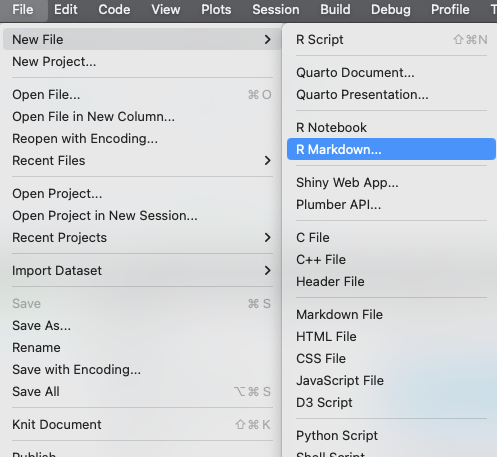 File Edit Code View Plots Session Build Debug Profile
New File
New Project...
Open File... ⌘O
Open File in New Column...
Reopen with Encoding...
Recent Files
Open Project...
Open Project in New Session...
Recent Projects
Import Dataset
Save ⌘S
Save As...
Rename
Save with Encoding...
Save All ⌥⌘S
Knit Document ⇧⌘K
Publish
R Script ⇧⌘N
Quarto Document...
Quarto Presentation...
R Notebook
R Markdown...
Shiny Web App...
Plumber API...
C File
C++ File
Header File
Markdown File
HTML File
CSS File
JavaScript File
D3 Script
Python Script
Shell Script